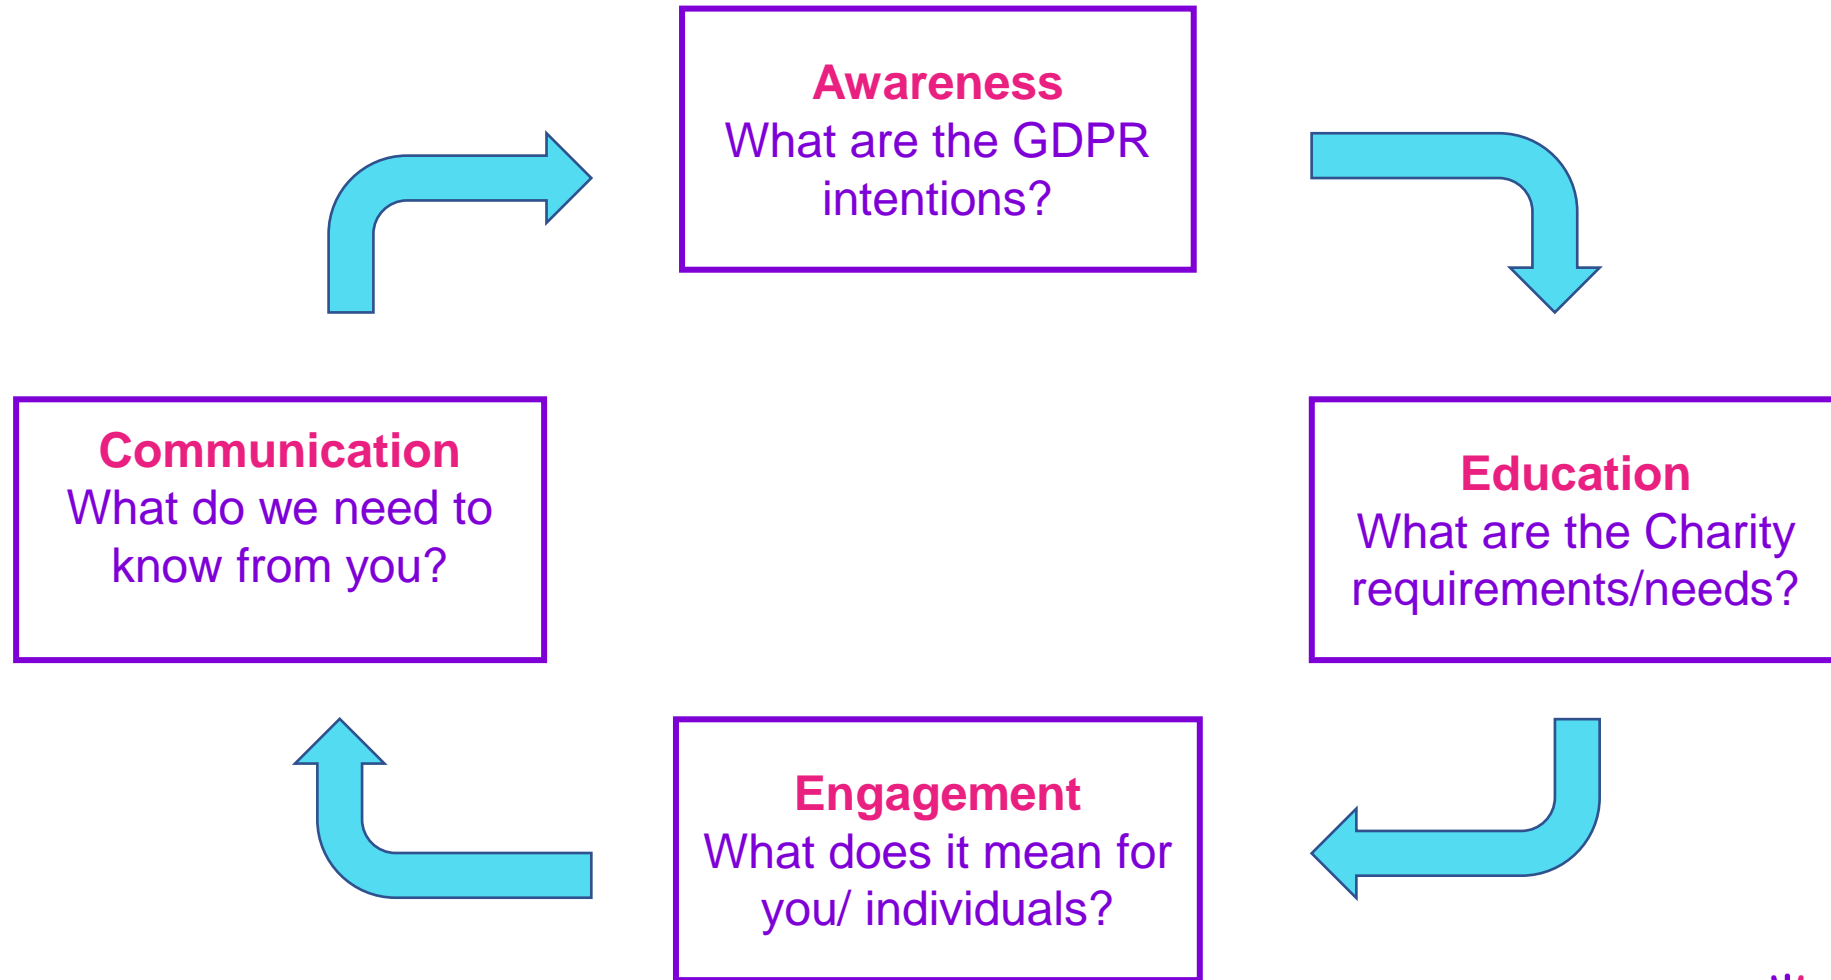 Awareness
What are the GDPR
intentions?
Communication
What do we need to
know from you?
Education
What are the Charity
requirements/needs?
Engagement
What does it mean for
you/ individuals?